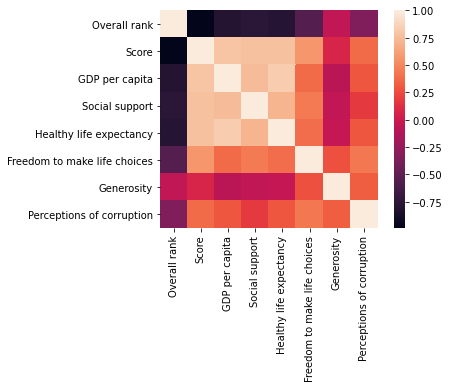 Overall rank
Score
GDP per capita
Social support
Healthy life expectancy
Freedom to make life choices
Generosity
Perceptions of corruption
Overall rank
Score
GDP per capita
Social support
Healthy life expectancy
Freedom to make life choices
Generosity
Perceptions of corruption
1.00
0.75
0.50
0.25
0.00
−0.25
−0.50
−0.75